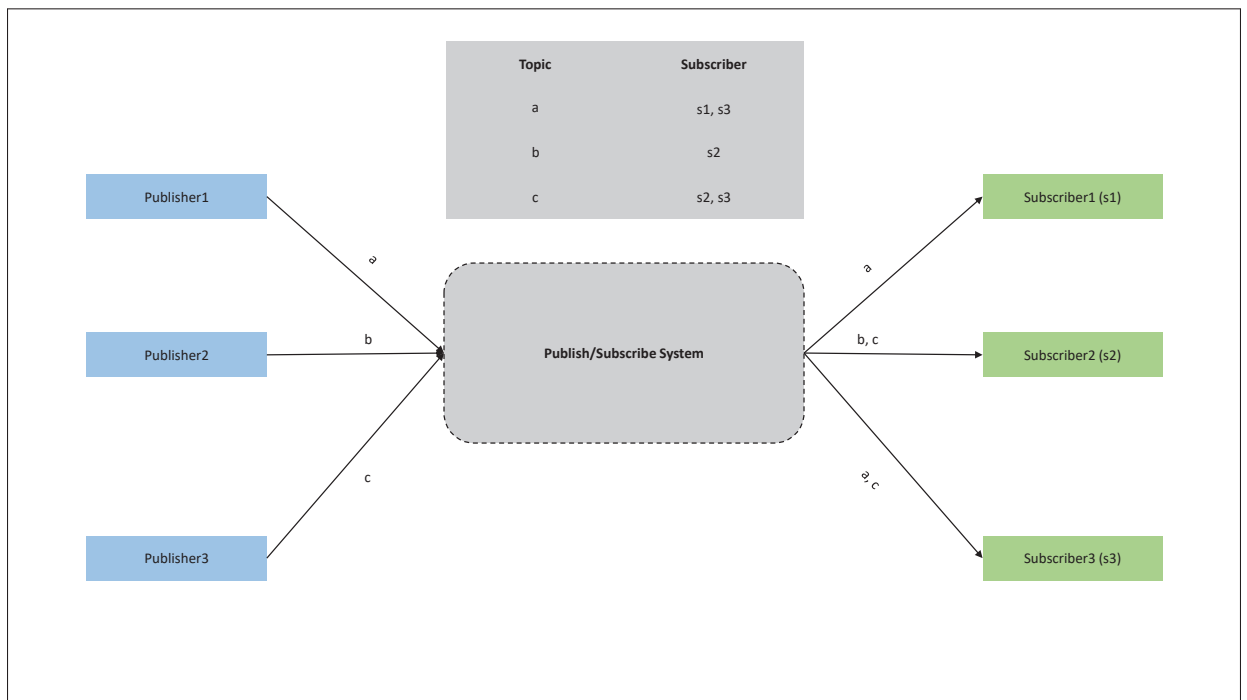 Topic Subscriber
a s1, s3
b s2
c s2, s3
Publisher1
Subscriber1 (s1)
a
a
Publisher2
b
Publish/Subscribe System
b, c
Subscriber2 (s2)
c
a, c
Publisher3
Subscriber3 (s3)